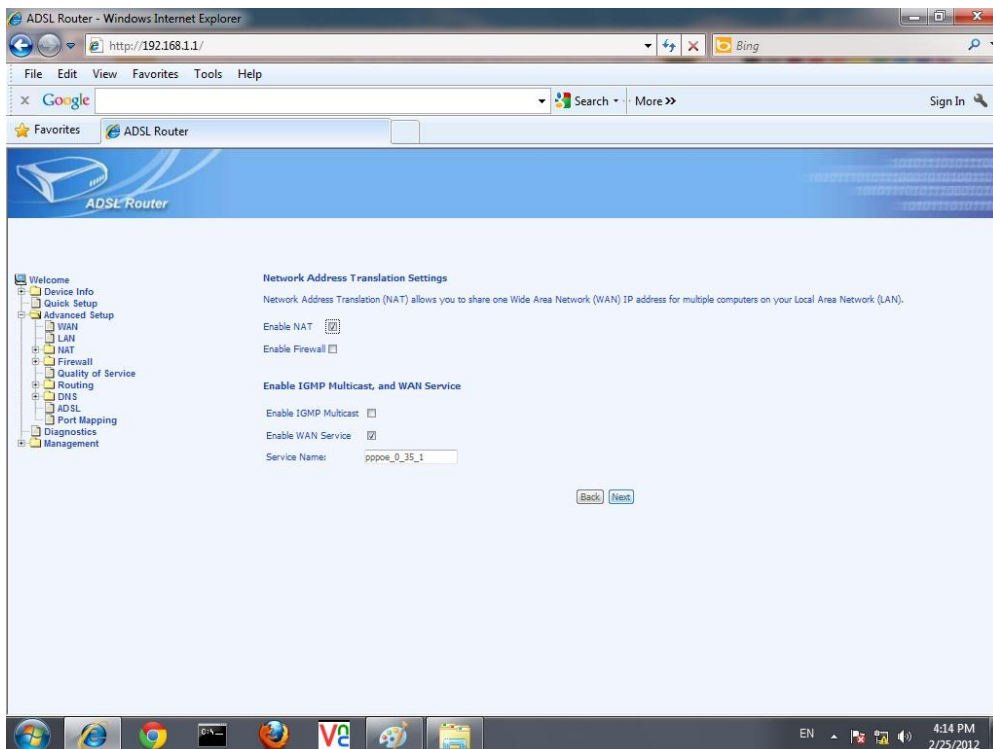 ADSL Router - Windows Internet Explorer
http://192.168.1.1/
Bing
File Edit View Favorites Tools Help
x Google
Search
More >>
Sign In
Favorites
ADSL Router
ADSL Router
Welcome
Device Info
Quick Setup
Advanced Setup
WAN
LAN
NAT
Firewall
Quality of Service
Routing
DNS
ADSL
Port Mapping
Diagnostics
Management
Network Address Translation Settings
Network Address Translation (NAT) allows you to share one Wide Area Network (WAN) IP address for multiple computers on your Local Area Network (LAN).
Enable NAT
Enable Firewall
Enable IGMP Multicast, and WAN Service
Enable IGMP Multicast
Enable WAN Service
Service Name: pppoe_0_35_1
Back Next
C:\
EN
4:14 PM
2/25/2012